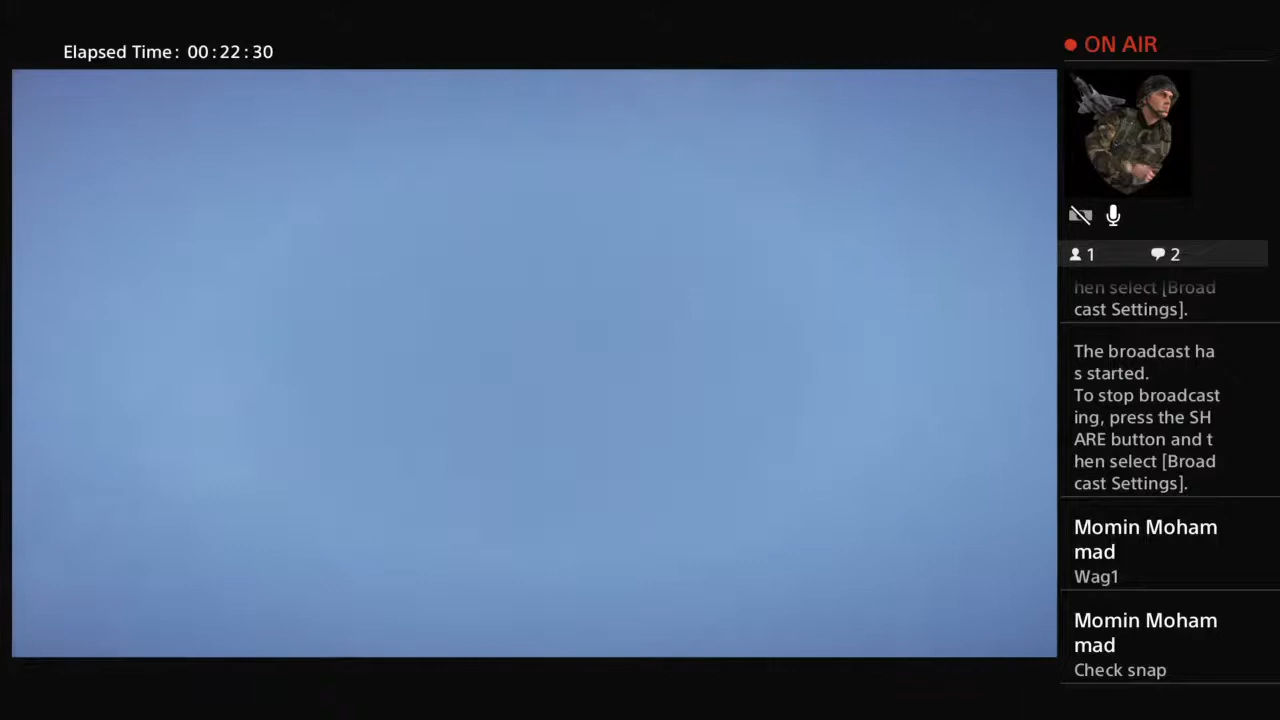 Elapsed Time: 00:22:30
ON AIR
1
2
hen select [Broad
cast Settings].
The broadcast ha
s started.
To stop broadcast
ing, press the SH
ARE button and t
hen select [Broad
cast Settings].
Momin Moham
mad
Wag1
Momin Moham
mad
Check snap